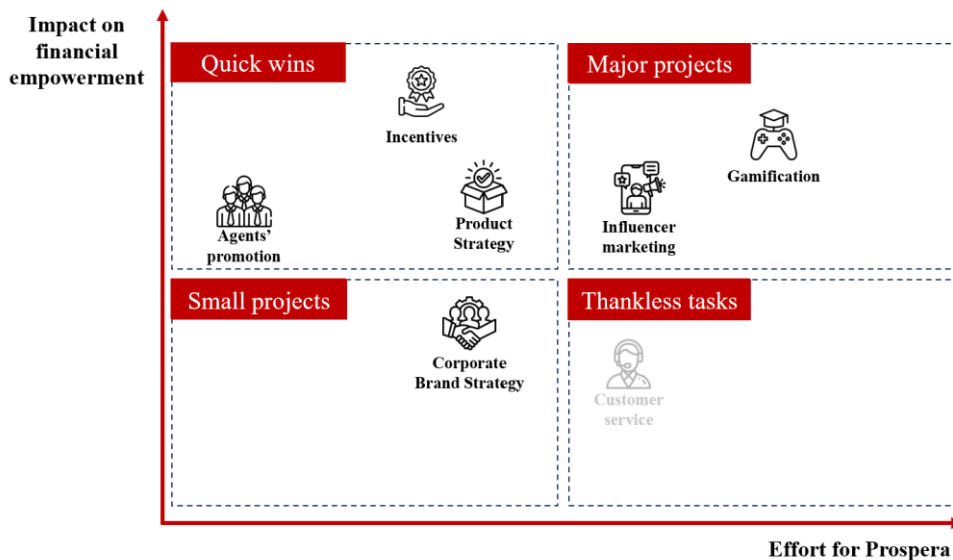 Impact on
financial
empowerment
Quick wins
Major projects
Incentives
Gamification
Agents’
promotion
Product
Strategy
Influencer
marketing
Small projects
Thankless tasks
Corporate
Brand Strategy
Customer
service
Effort for Prospera